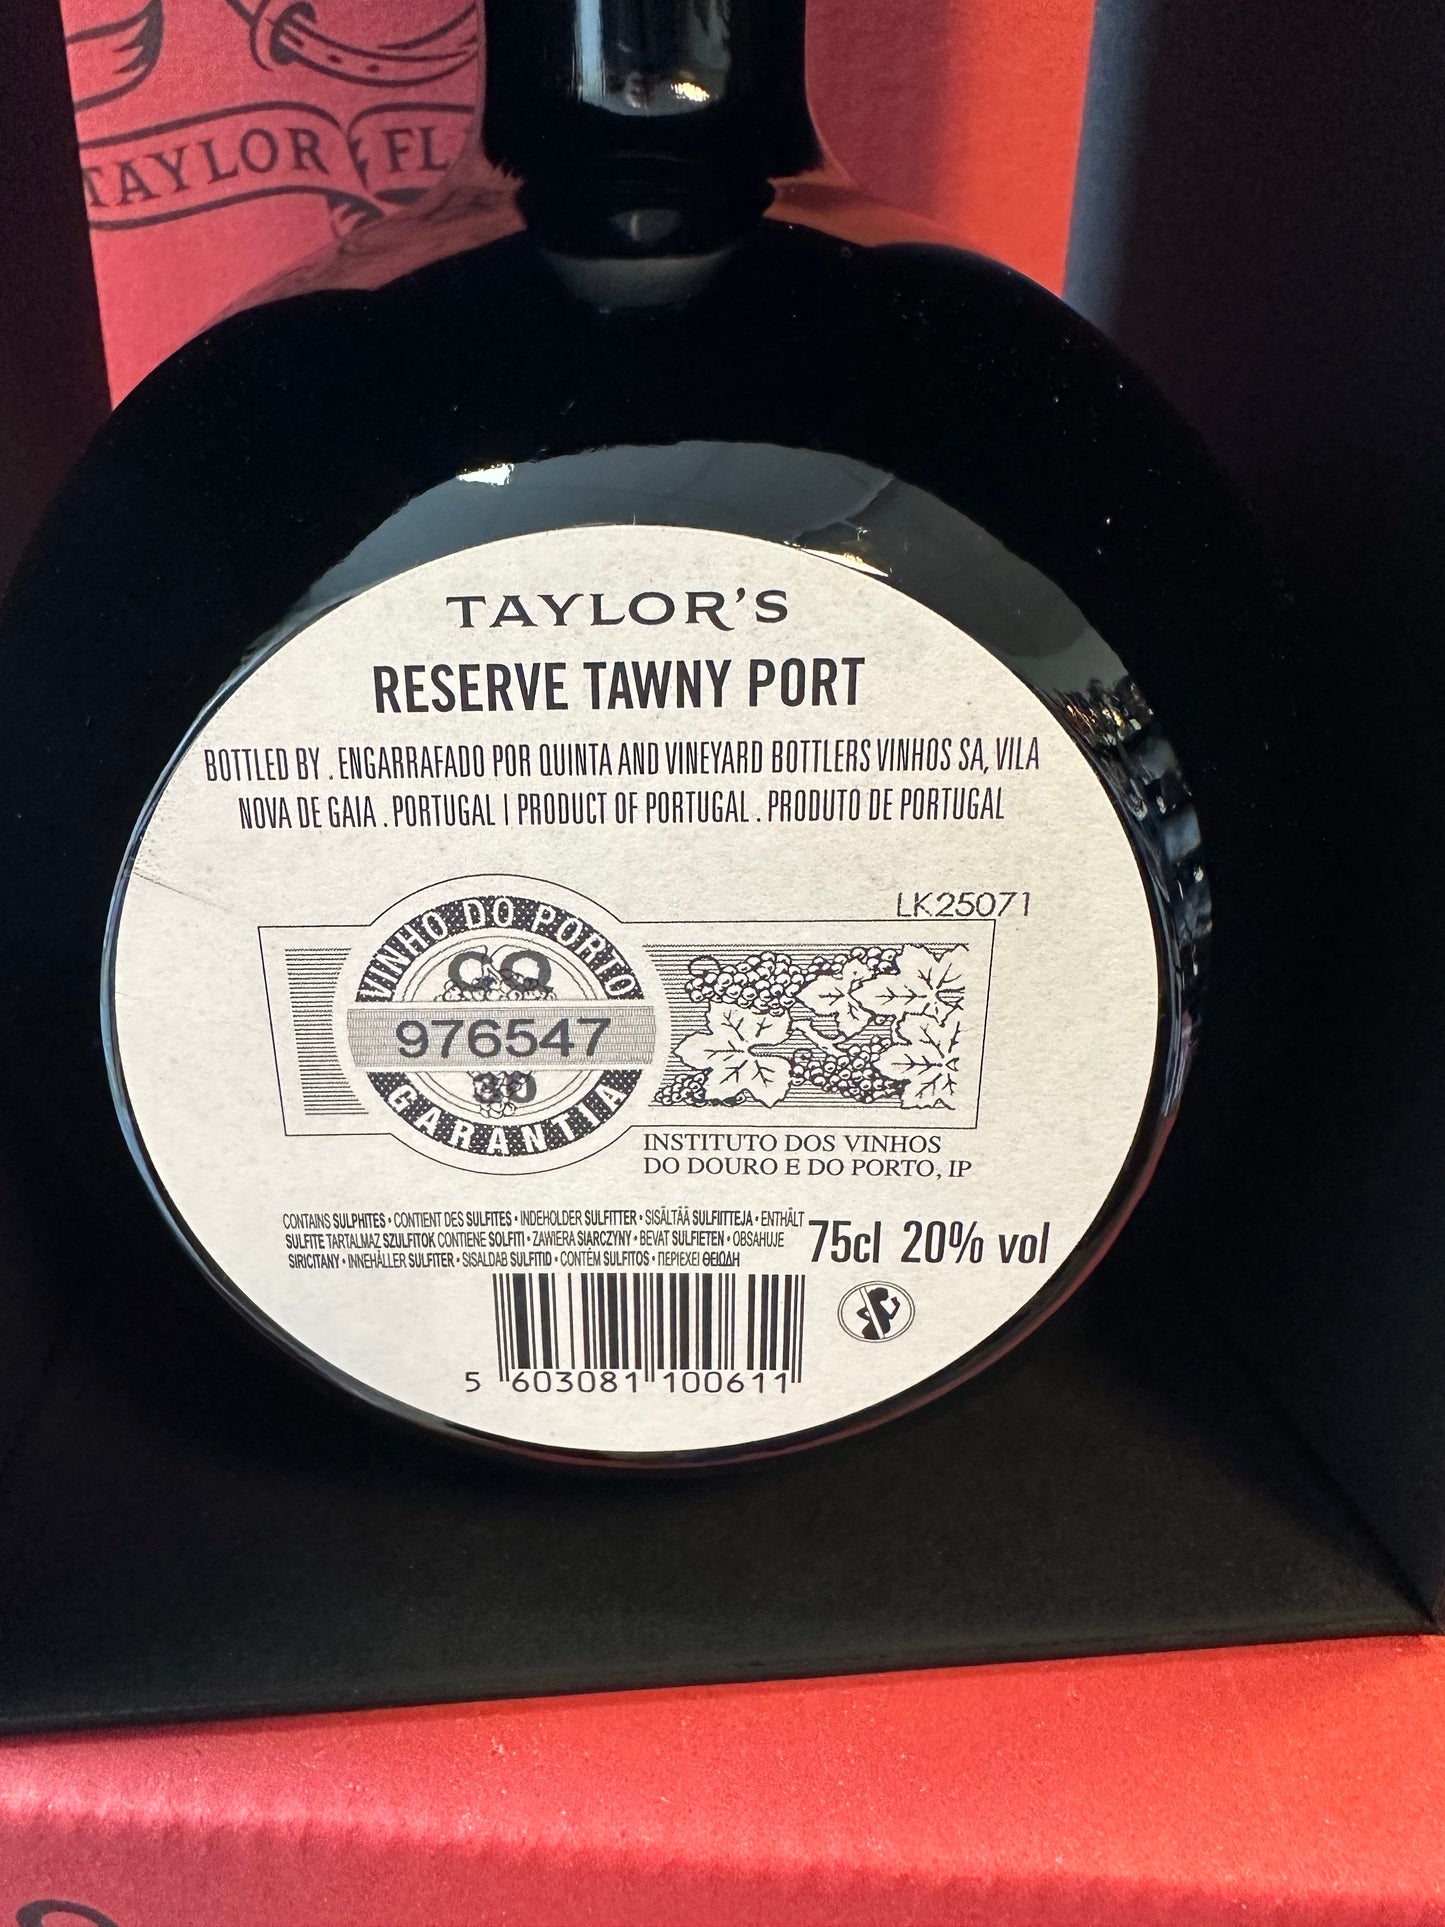 TAYLOR FL
TAYLOR'S
RESERVE TAWNY PORT
BOTTLED BY . ENGARRAFADO POR QUINTA AND VINEYARD BOTTLERS VINHOS SA, VILA
NOVA DE GAIA . PORTUGAL | PRODUCT OF PORTUGAL . PRODUTO DE PORTUGAL
LK25071
VINHO DO PORTO
CQ
976547
30
GARANTIA
INSTITUTO DOS VINHOS
DO DOURO E DO PORTO, IP
CONTAINS SULPHITES • CONTIENT DES SULFITES • INDEHOLDER SULFITTER • SISÄLTÄÄ SULFIITTEJA • ENTHÄLT
SULFITE TARTALMAZ SZULFITOK CONTIENE SOLFITI • ZAWIERA SIARCZYNY • BEVAT SULFIETEN • OBSAHUJE
SIRICITANY • INNEHÅLLER SULFITER • SISALDAB SULFITID • CONTÉM SULFITOS • ΠEPIEXEI ΘEIΩΔH
75cl 20% vol
5 603081 100611